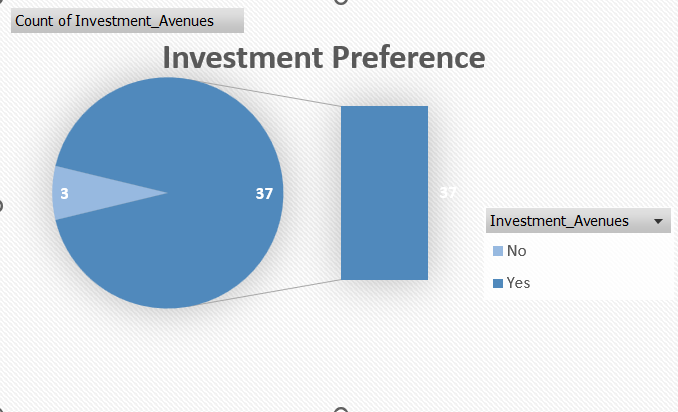 Count of Investment_Avenues
Investment Preference
3
37
37
Investment_Avenues
No
Yes